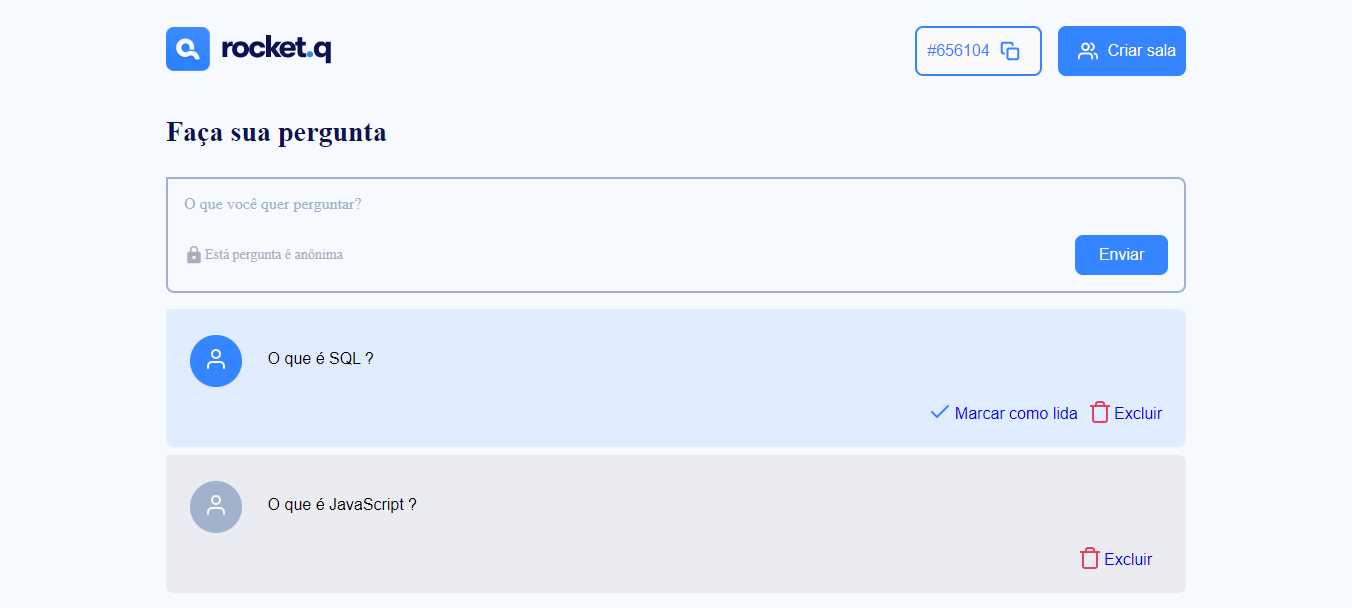 rocket.q
#656104
Criar sala
Faça sua pergunta
O que você quer perguntar?
Está pergunta é anônima
Enviar
O que é SQL ?
Marcar como lida
Excluir
O que é JavaScript ?
Excluir